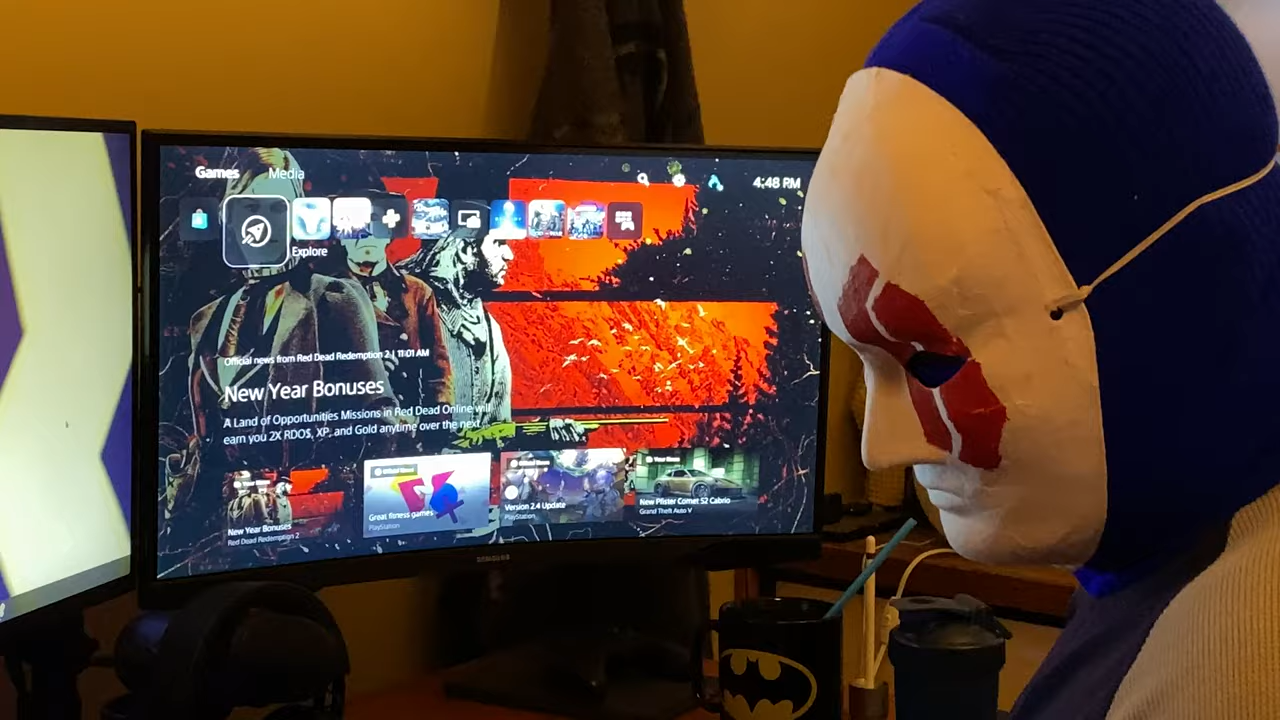 Games Media
4:48 PM
Explore
Official news from Red Dead Redemption 2 | 11:01 AM
New Year Bonuses
A Land of Opportunities Missions in Red Dead Online will
earn you 2X RDO$, XP, and Gold anytime over the next
New Year Bonuses
Red Dead Redemption 2
Great fitness games
PlayStation
Version 2.4 Update
PlayStation
New Pfister Comet S2 Cabrio
Grand Theft Auto V
SAMSUNG